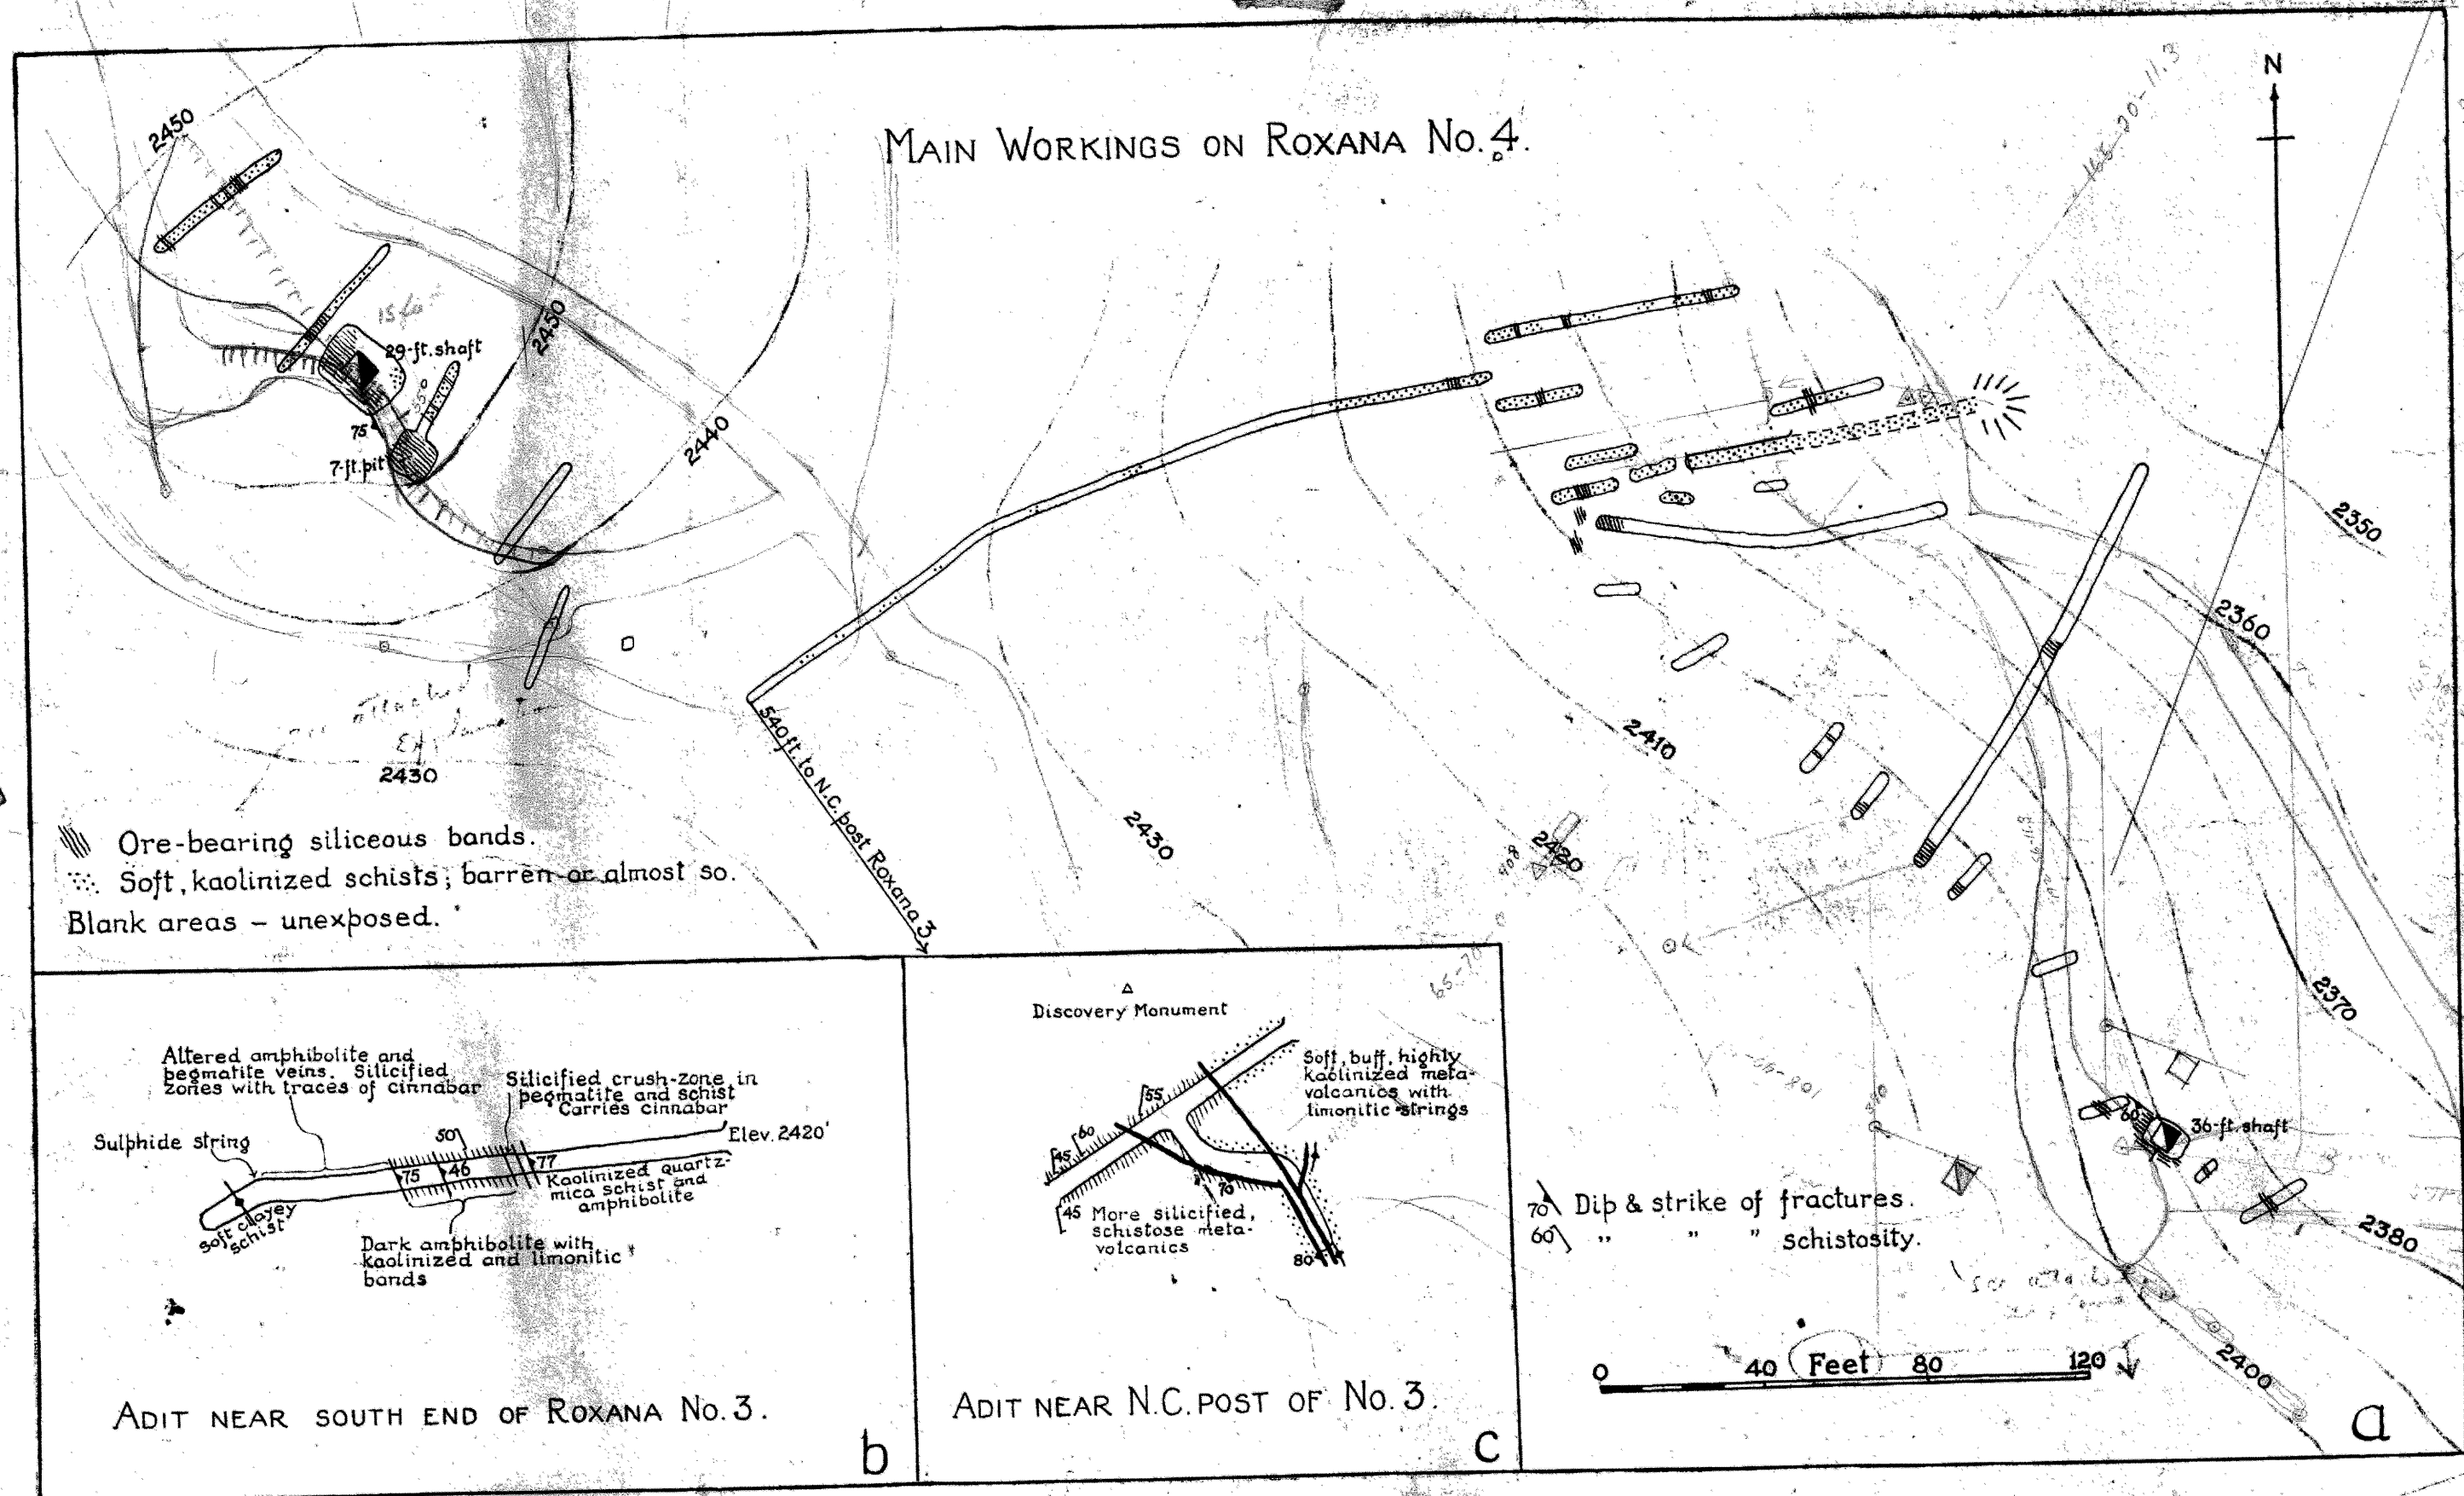 MAIN WORKINGS ON ROXANA NO. 4.
N
168-20-11.3
2450
29-ft. shaft
75
7-ft. pit
2450
2440
2430
540ft. to N.C. post Roxana 3
2430
2420
2410
2350
2360
2370
2380
2400
36-ft. shaft
60
Ore-bearing siliceous bands.
Soft, kaolinized schists; barren or almost so.
Blank areas – unexposed.
Altered amphibolite and
pegmatite veins. Silicified
zones with traces of cinnabar
Silicified crush-zone in
pegmatite and schist
Carries cinnabar
Sulphide string
50
Elev. 2420'
75
46
77
Kaolinized quartz-
mica schist and
amphibolite
Soft clayey
schist
Dark amphibolite with
kaolinized and limonitic
bands
ADIT NEAR SOUTH END OF ROXANA NO. 3.
b
Discovery Monument
Soft, buff, highly
kaolinized meta-
volcanics with
limonitic strings
55
60
45
70
45
More silicified,
schistose meta-
volcanics
80
ADIT NEAR N.C. POST OF NO. 3.
c
70 Dip & strike of fractures.
60 " " " schistosity.
0 40 Feet 80 120
a